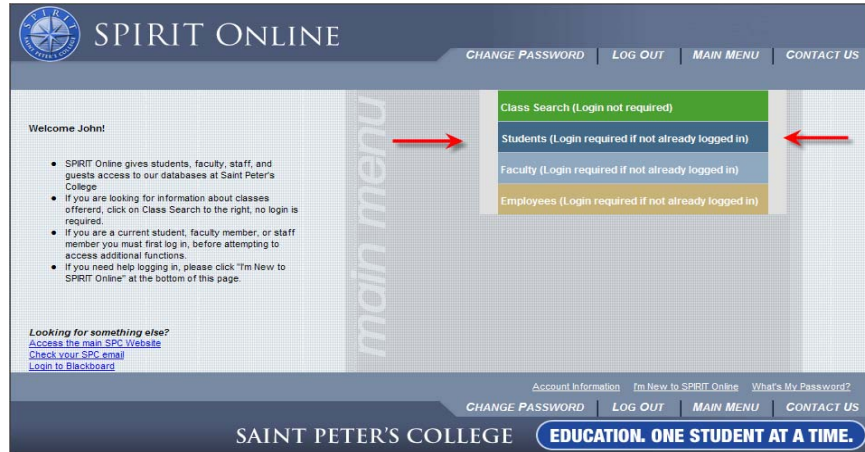 SPIRIT
SAINT PETER'S COLLEGE
SPIRIT ONLINE
CHANGE PASSWORD LOG OUT MAIN MENU CONTACT US
main menu
Welcome John!
● SPIRIT Online gives students, faculty, staff, and
guests access to our databases at Saint Peter's
College
● If you are looking for information about classes
offererd, click on Class Search to the right, no login is
required.
● If you are a current student, faculty member, or staff
member you must first log in, before attempting to
access additional functions.
● If you need help logging in, please click "I'm New to
SPIRIT Online" at the bottom of this page.
Looking for something else?
Access the main SPC Website
Check your SPC email
Login to Blackboard
Class Search (Login not required)
Students (Login required if not already logged in)
Faculty (Login required if not already logged in)
Employees (Login required if not already logged in)
Account Information I'm New to SPIRIT Online What's My Password?
CHANGE PASSWORD LOG OUT MAIN MENU CONTACT US
SAINT PETER'S COLLEGE EDUCATION. ONE STUDENT AT A TIME.